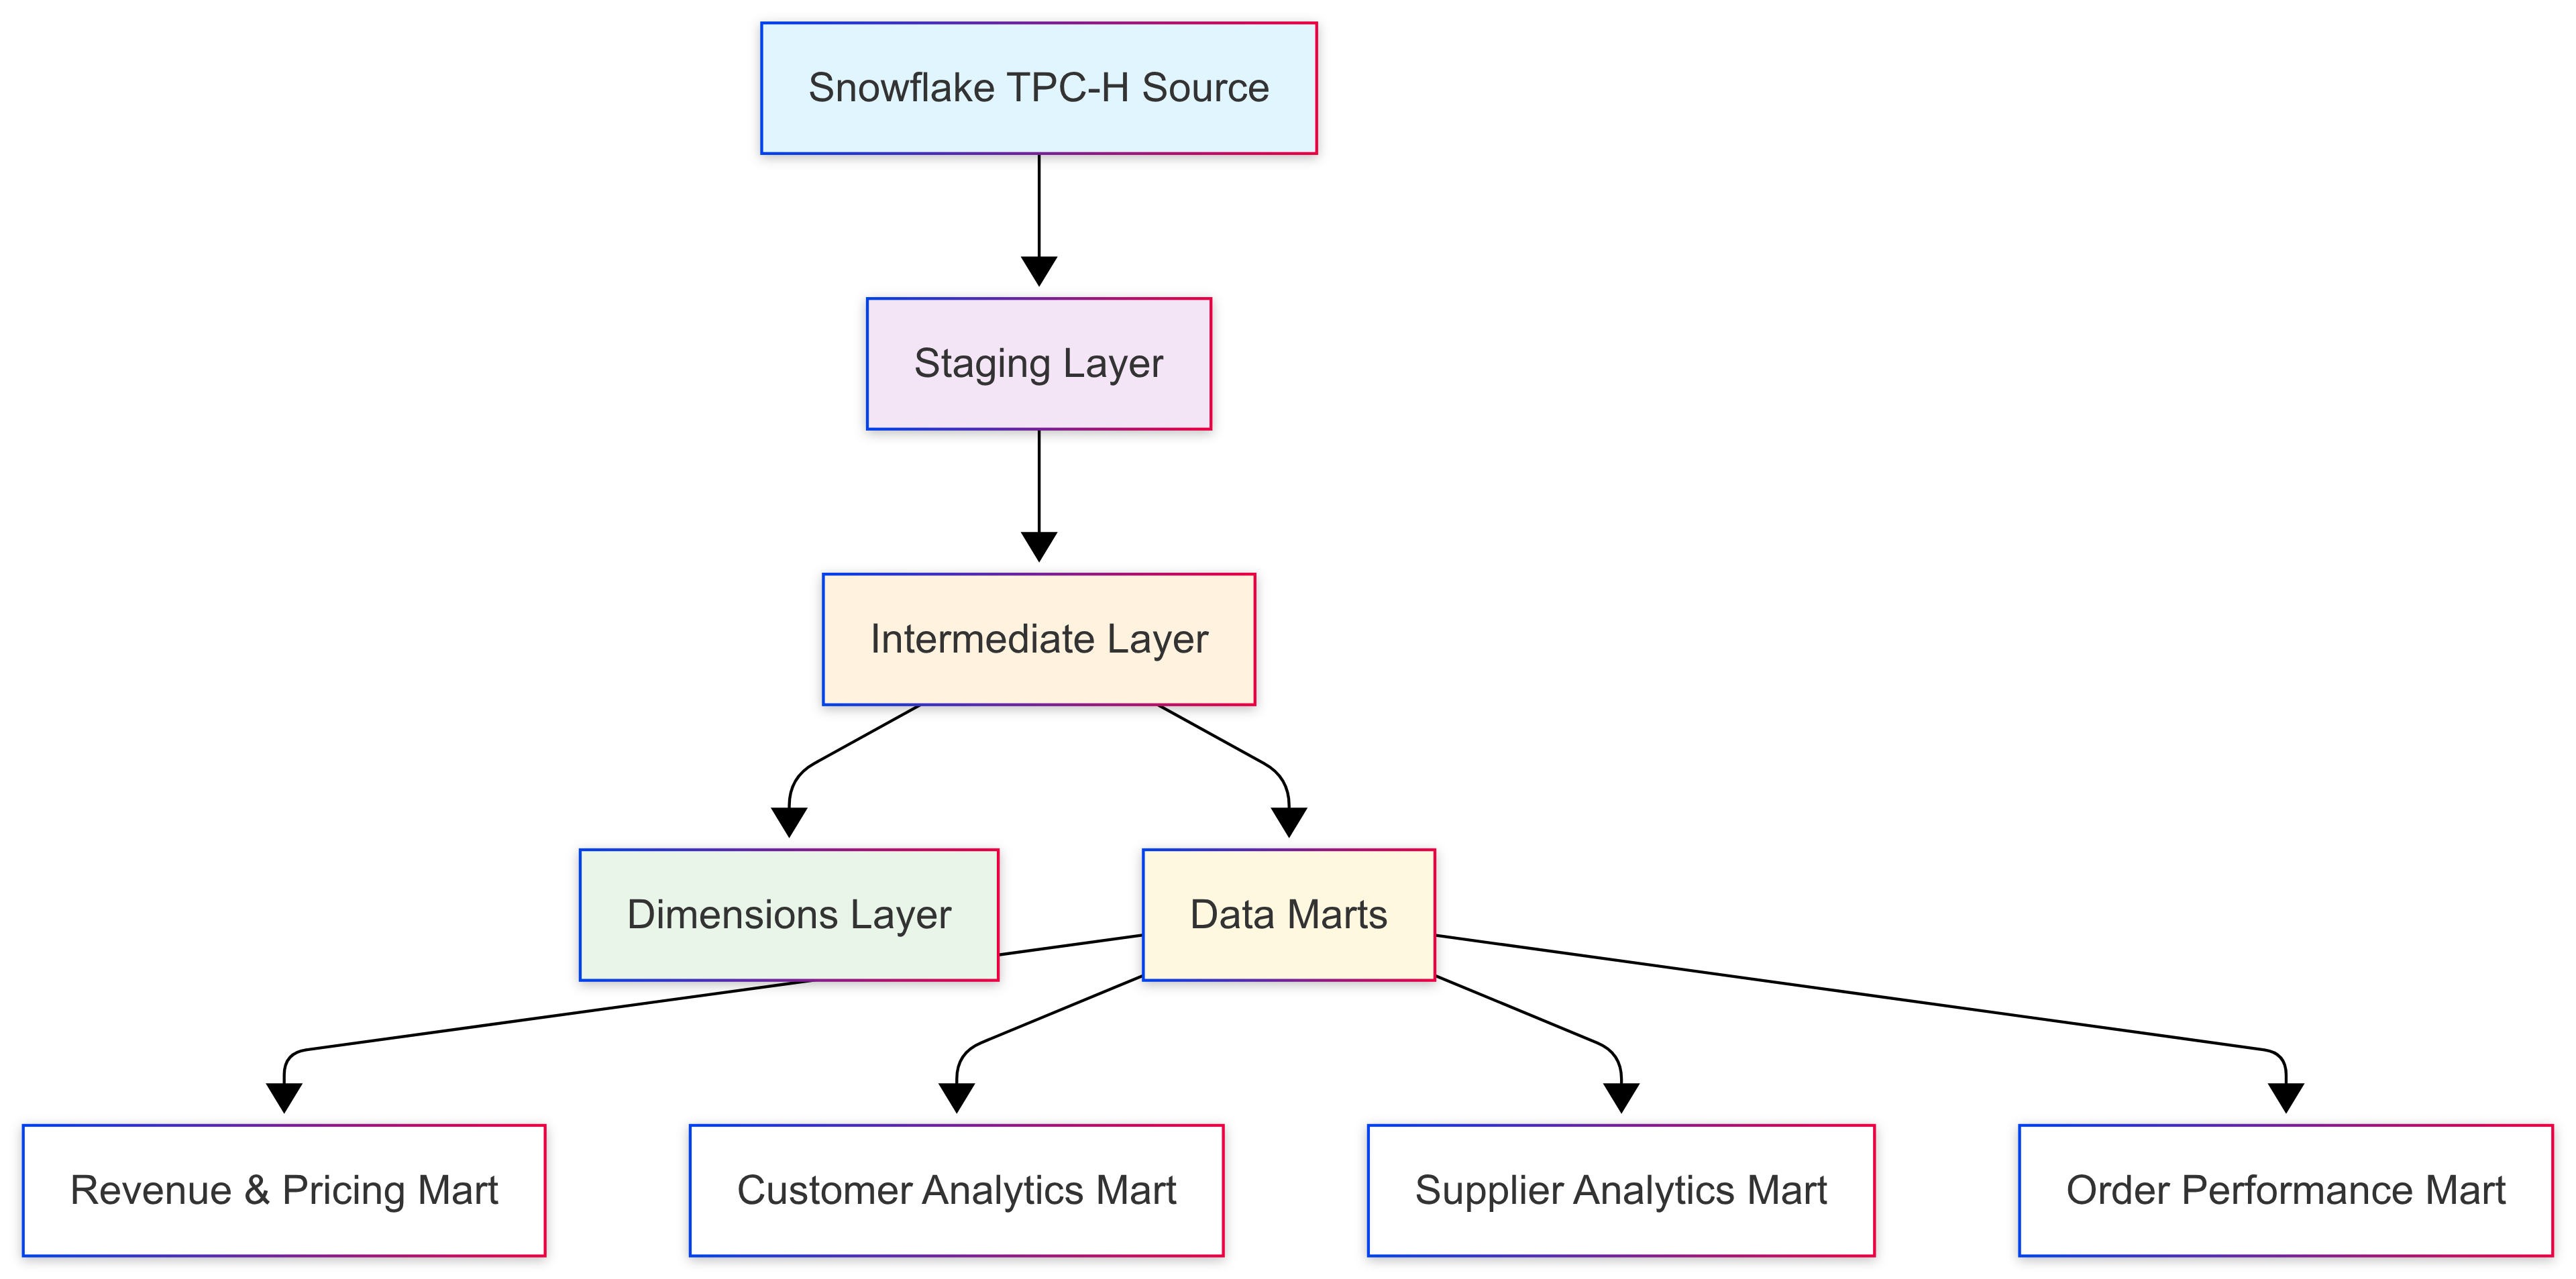 Snowflake TPC-H Source
Staging Layer
Intermediate Layer
Dimensions Layer
Data Marts
Revenue & Pricing Mart
Customer Analytics Mart
Supplier Analytics Mart
Order Performance Mart